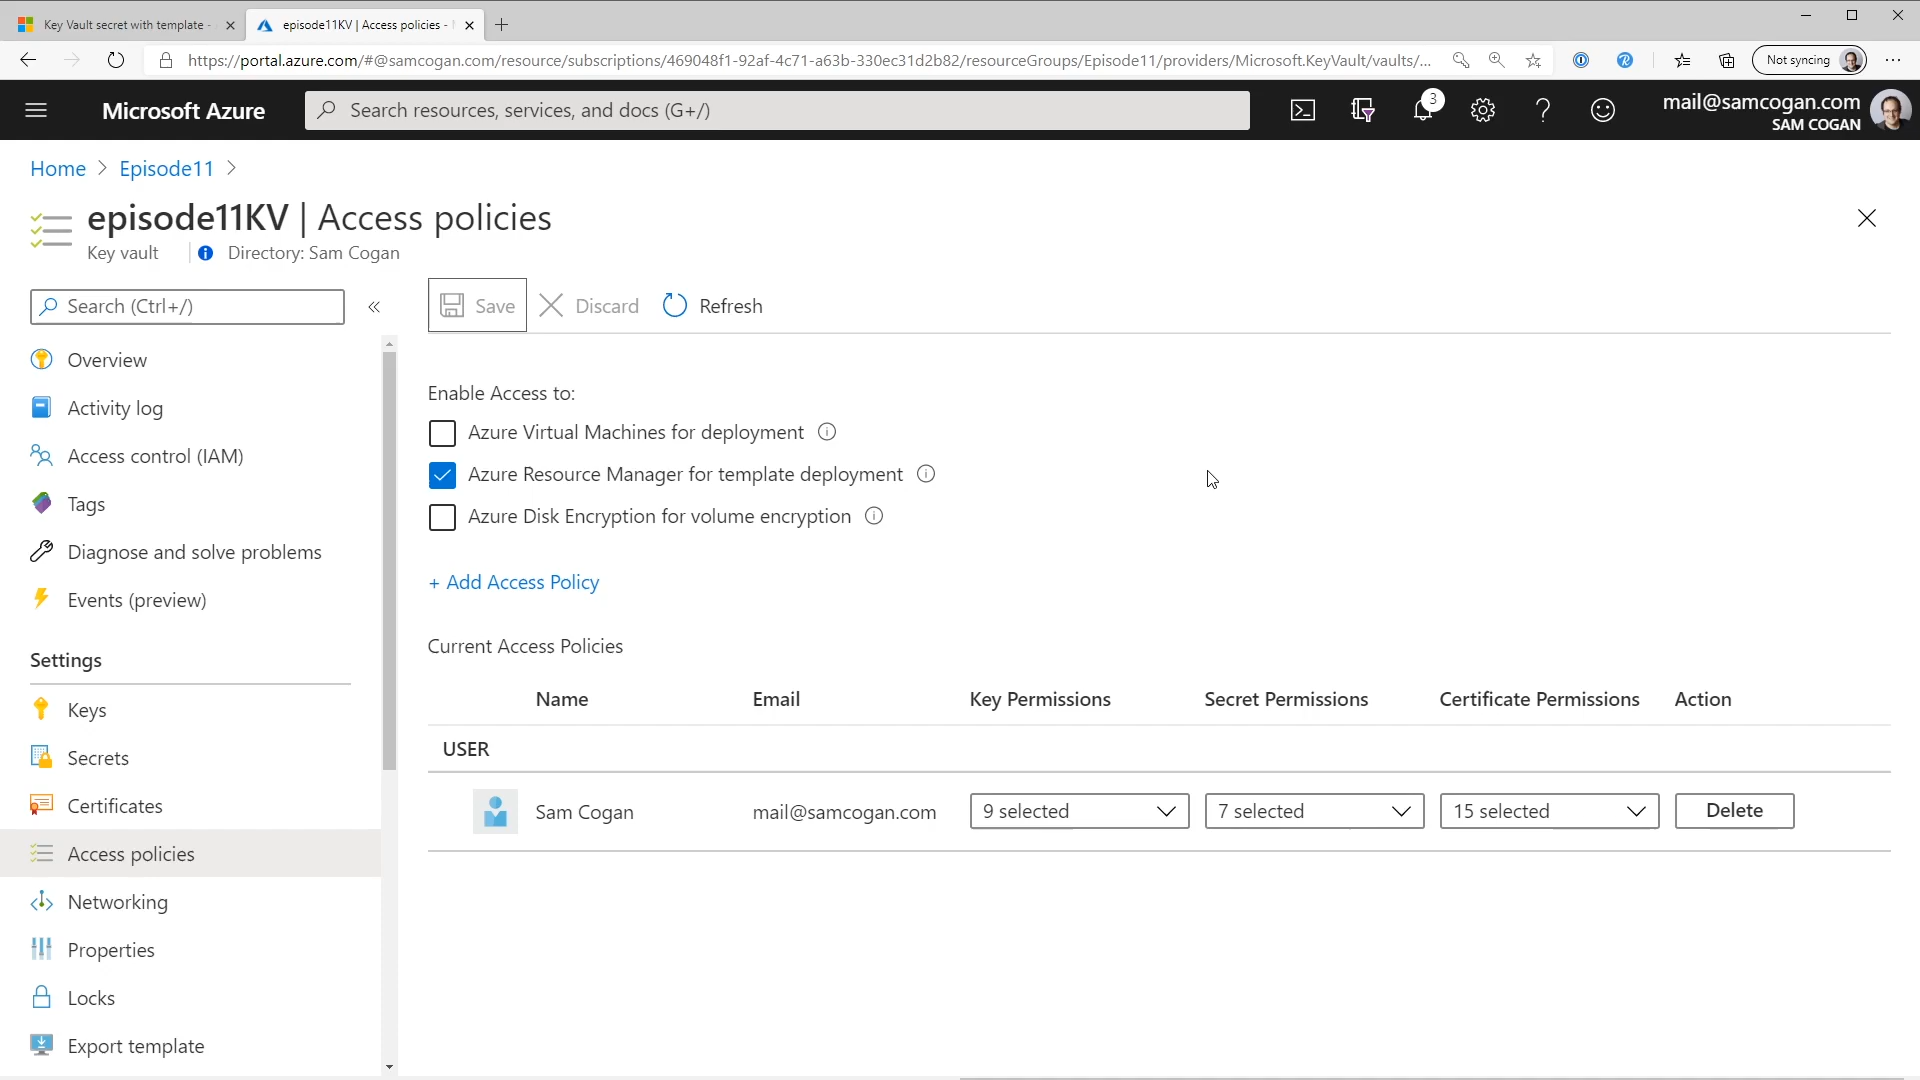 Key Vault secret with template -
episode11KV | Access policies -
https://portal.azure.com/#@samcogan.com/resource/subscriptions/469048f1-92af-4c71-a63b-330ec31d2b82/resourceGroups/Episode11/providers/Microsoft.KeyVault/vaults/...
Not syncing
Microsoft Azure
Search resources, services, and docs (G+/)
3
mail@samcogan.com
SAM COGAN
Home > Episode11 >
episode11KV | Access policies
Key vault
Directory: Sam Cogan
Search (Ctrl+/)
«
Save
Discard
Refresh
Overview
Activity log
Access control (IAM)
Tags
Diagnose and solve problems
Events (preview)
Settings
Keys
Secrets
Certificates
Access policies
Networking
Properties
Locks
Export template
Enable Access to:
Azure Virtual Machines for deployment
Azure Resource Manager for template deployment
Azure Disk Encryption for volume encryption
+ Add Access Policy
Current Access Policies
Name Email Key Permissions Secret Permissions Certificate Permissions Action
USER
Sam Cogan mail@samcogan.com 9 selected 7 selected 15 selected Delete